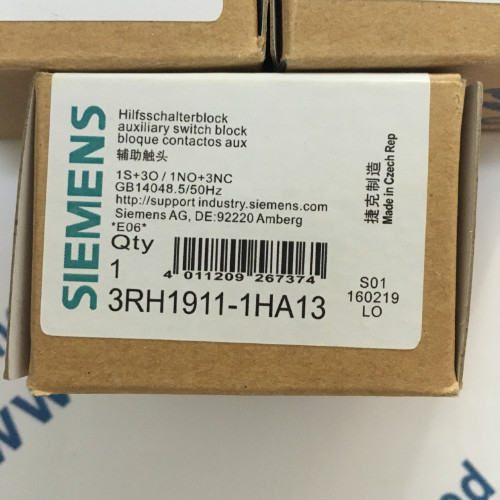 SIEMENS
Hilfsschalterblock
auxiliary switch block
bloque contactos aux
辅助触头
1S+3O / 1NO+3NC
GB14048.5/50Hz
http://support industry.siemens.com
Siemens AG, DE:92220 Amberg
*E06*
Qty
1
4 011209 267374
3RH1911-1HA13
捷克制造
Made in Czech Rep
S01
160219
LO